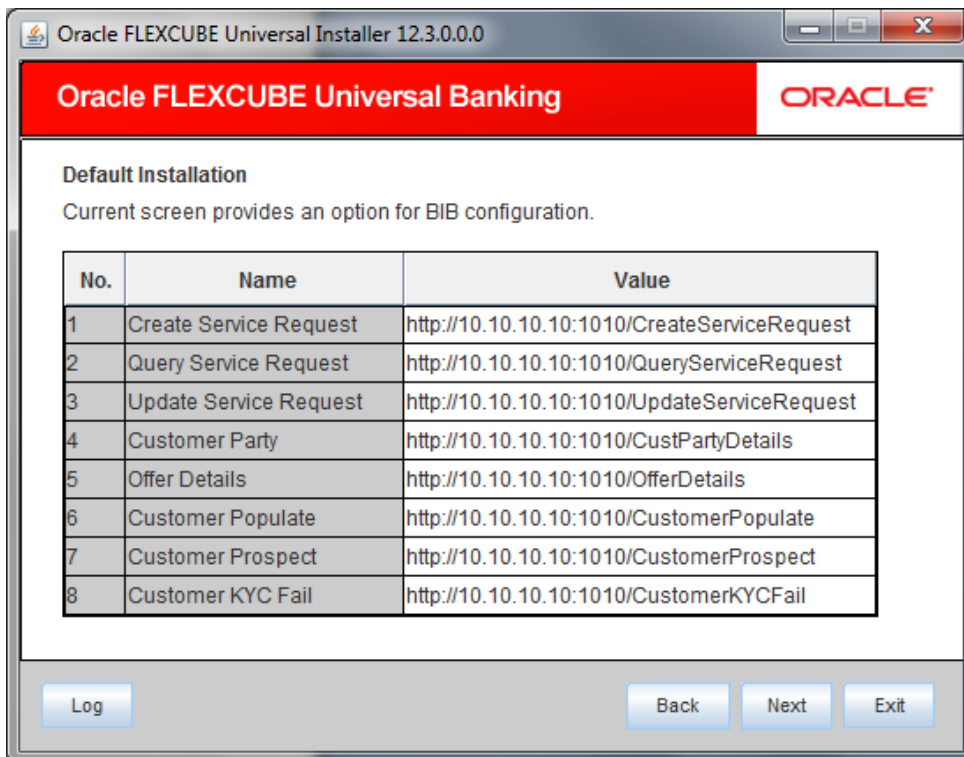 Oracle FLEXCUBE Universal Installer 12.3.0.0.0
Oracle FLEXCUBE Universal Banking
ORACLE
Default Installation
Current screen provides an option for BIB configuration.
No. Name Value
1 Create Service Request http://10.10.10.10:1010/CreateServiceRequest
2 Query Service Request http://10.10.10.10:1010/QueryServiceRequest
3 Update Service Request http://10.10.10.10:1010/UpdateServiceRequest
4 Customer Party http://10.10.10.10:1010/CustPartyDetails
5 Offer Details http://10.10.10.10:1010/OfferDetails
6 Customer Populate http://10.10.10.10:1010/CustomerPopulate
7 Customer Prospect http://10.10.10.10:1010/CustomerProspect
8 Customer KYC Fail http://10.10.10.10:1010/CustomerKYCFail
Log Back Next Exit